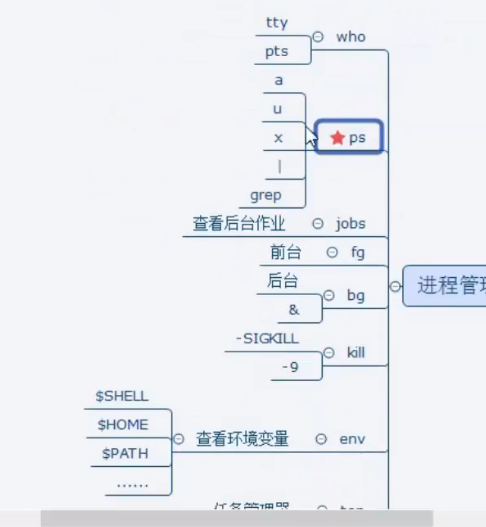 tty
pts
who
a
u
x
|
grep
ps
查看后台作业
jobs
前台
fg
后台
&
bg
-SIGKILL
-9
kill
$SHELL
$HOME
$PATH
......
查看环境变量
env
任务管理器
top
进程管